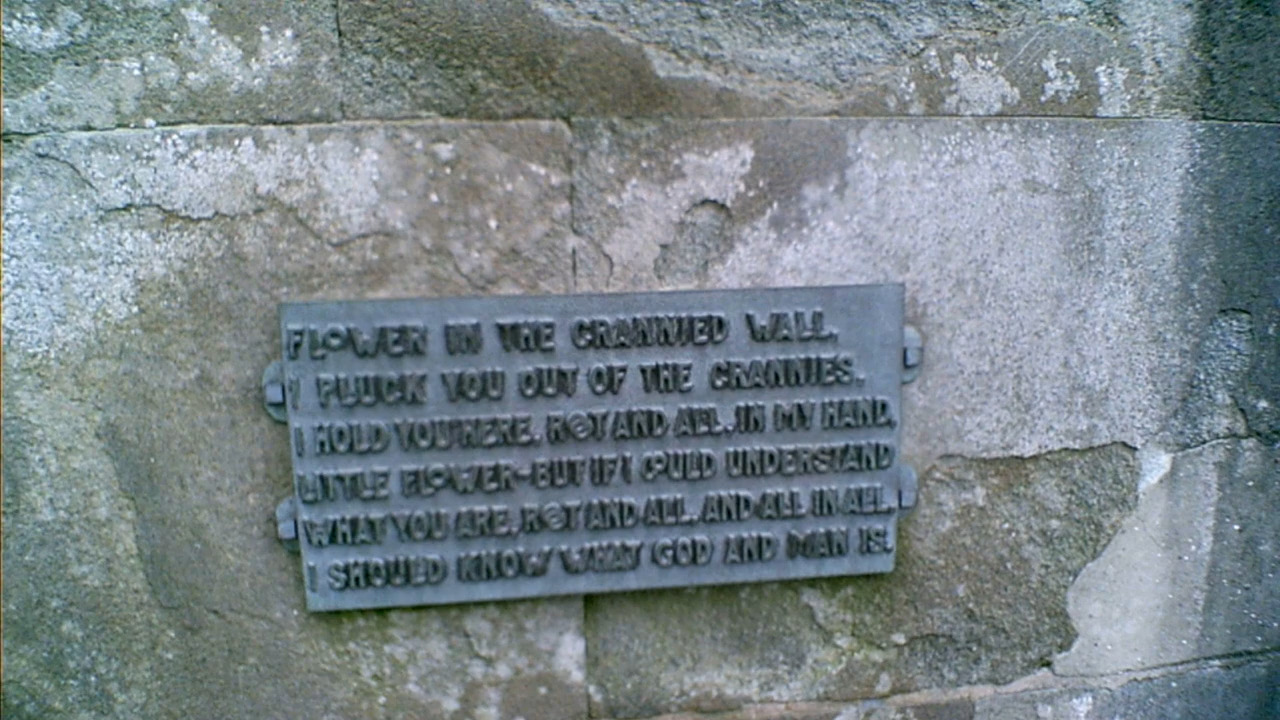 FLOWER IN THE CRANNIED WALL,
I PLUCK YOU OUT OF THE CRANNIES.
I HOLD YOU HERE, ROOT AND ALL, IN MY HAND,
LITTLE FLOWER-BUT IF I COULD UNDERSTAND
WHAT YOU ARE, ROOT AND ALL, AND ALL IN ALL,
I SHOULD KNOW WHAT GOD AND MAN IS.